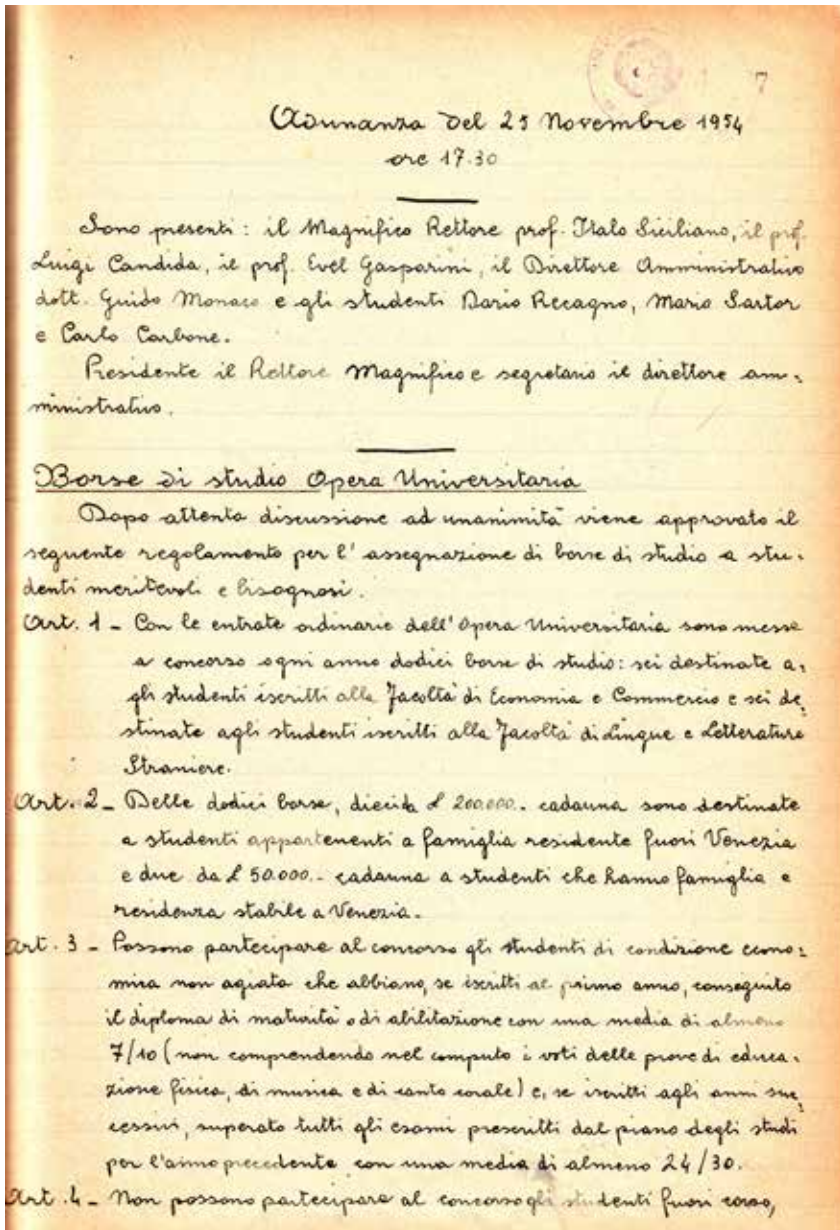 7
Adunanza del 25 Novembre 1954
ore 17.30
Sono presenti: il Magnifico Rettore prof. Italo Siciliano, il prof.
Luigi Candida, il prof. Evel Gasparini, il Direttore Amministrativo
dott. Guido Monaco e gli studenti Dario Recagno, Mario Sartor
e Carlo Carbone.
Presidente il Rettore Magnifico e segretario il direttore am-
ministrativo.
Borse di studio Opera Universitaria
Dopo attenta discussione ad unanimità viene approvato il
seguente regolamento per l'assegnazione di borse di studio a stu-
denti meritevoli e bisognosi.
Art. 1 - Con le entrate ordinarie dell'Opera Universitaria sono messe
a concorso ogni anno dodici borse di studio: sei destinate a-
gli studenti iscritti alla Facoltà di Economia e Commercio e sei de-
stinate agli studenti iscritti alla Facoltà di Lingue e Letterature
Straniere.
Art. 2 - Delle dodici borse, dieci da £ 200.000.- cadauna sono destinate
a studenti appartenenti a famiglia residente fuori Venezia
e due da £ 50.000.- cadauna a studenti che hanno famiglia e
residenza stabile a Venezia.
Art. 3 - Possono partecipare al concorso gli studenti di condizione econo-
mica non agiata che abbiano, se iscritti al primo anno, conseguito
il diploma di maturità o di abilitazione con una media di almeno
7/10 (non comprendendo nel computo i voti delle prove di educa-
zione fisica, di musica e di canto corale) e, se iscritti agli anni suc-
cessivi, superato tutti gli esami prescritti dal piano degli studi
per l'anno precedente con una media di almeno 24/30.
Art. 4 - Non possono partecipare al concorso gli studenti fuori corso,